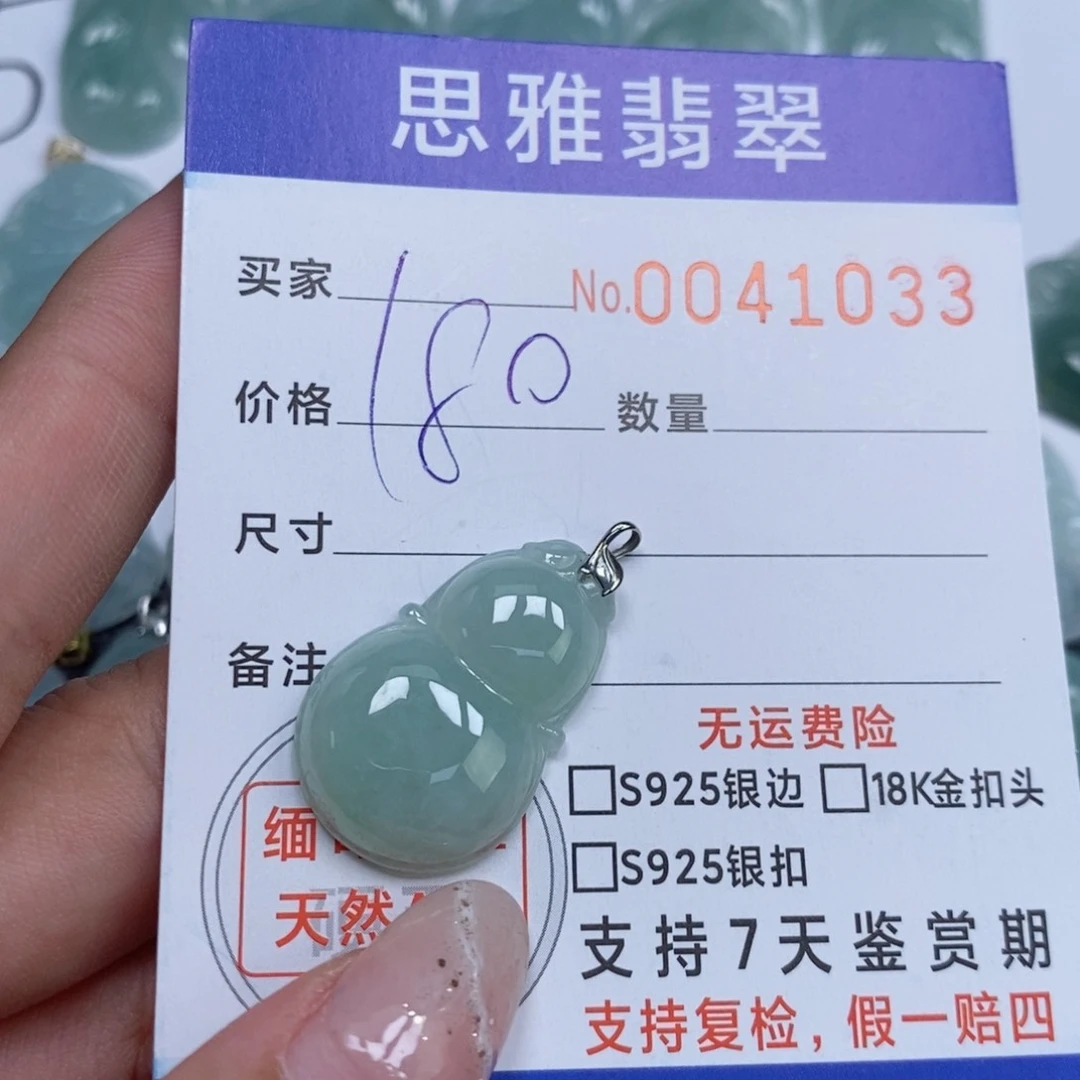 思雅翡翠
买家 No.0041033
价格 180 数量
尺寸
备注
无运费险
S925银边 18K金扣头
S925银扣
缅
天然
支持7天鉴赏期
支持复检,假一赔四